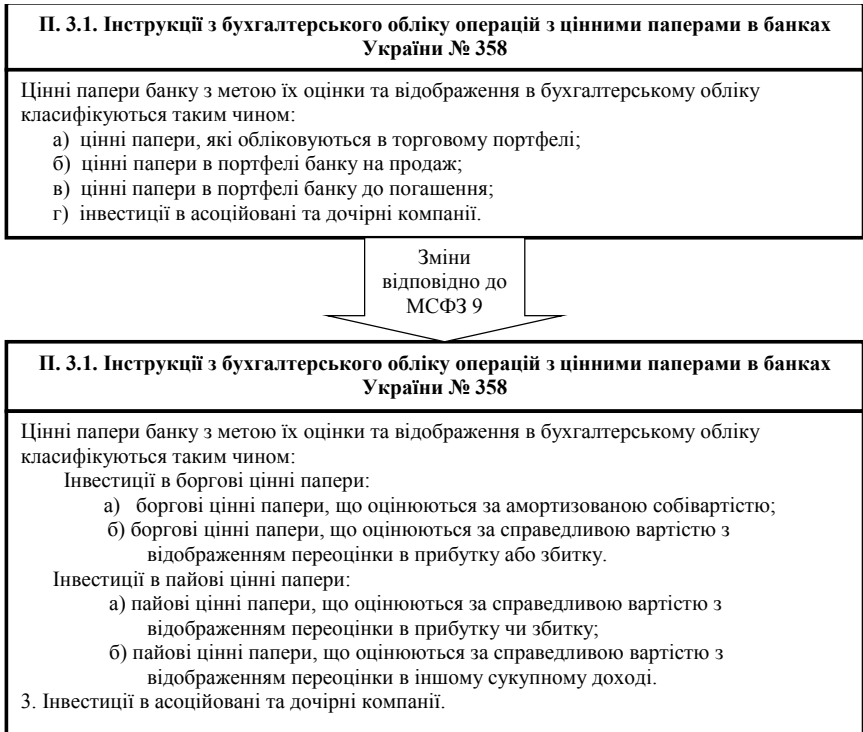 П. 3.1. Інструкції з бухгалтерського обліку операцій з цінними паперами в банках
України № 358
Цінні папери банку з метою їх оцінки та відображення в бухгалтерському обліку
класифікуються таким чином:
а) цінні папери, які обліковуються в торговому портфелі;
б) цінні папери в портфелі банку на продаж;
в) цінні папери в портфелі банку до погашення;
г) інвестиції в асоційовані та дочірні компанії.
Зміни
відповідно до
МСФЗ 9
П. 3.1. Інструкції з бухгалтерського обліку операцій з цінними паперами в банках
України № 358
Цінні папери банку з метою їх оцінки та відображення в бухгалтерському обліку
класифікуються таким чином:
Інвестиції в боргові цінні папери:
а) боргові цінні папери, що оцінюються за амортизованою собівартістю;
б) боргові цінні папери, що оцінюються за справедливою вартістю з
відображенням переоцінки в прибутку або збитку.
Інвестиції в пайові цінні папери:
а) пайові цінні папери, що оцінюються за справедливою вартістю з
відображенням переоцінки в прибутку чи збитку;
б) пайові цінні папери, що оцінюються за справедливою вартістю з
відображенням переоцінки в іншому сукупному доході.
3. Інвестиції в асоційовані та дочірні компанії.